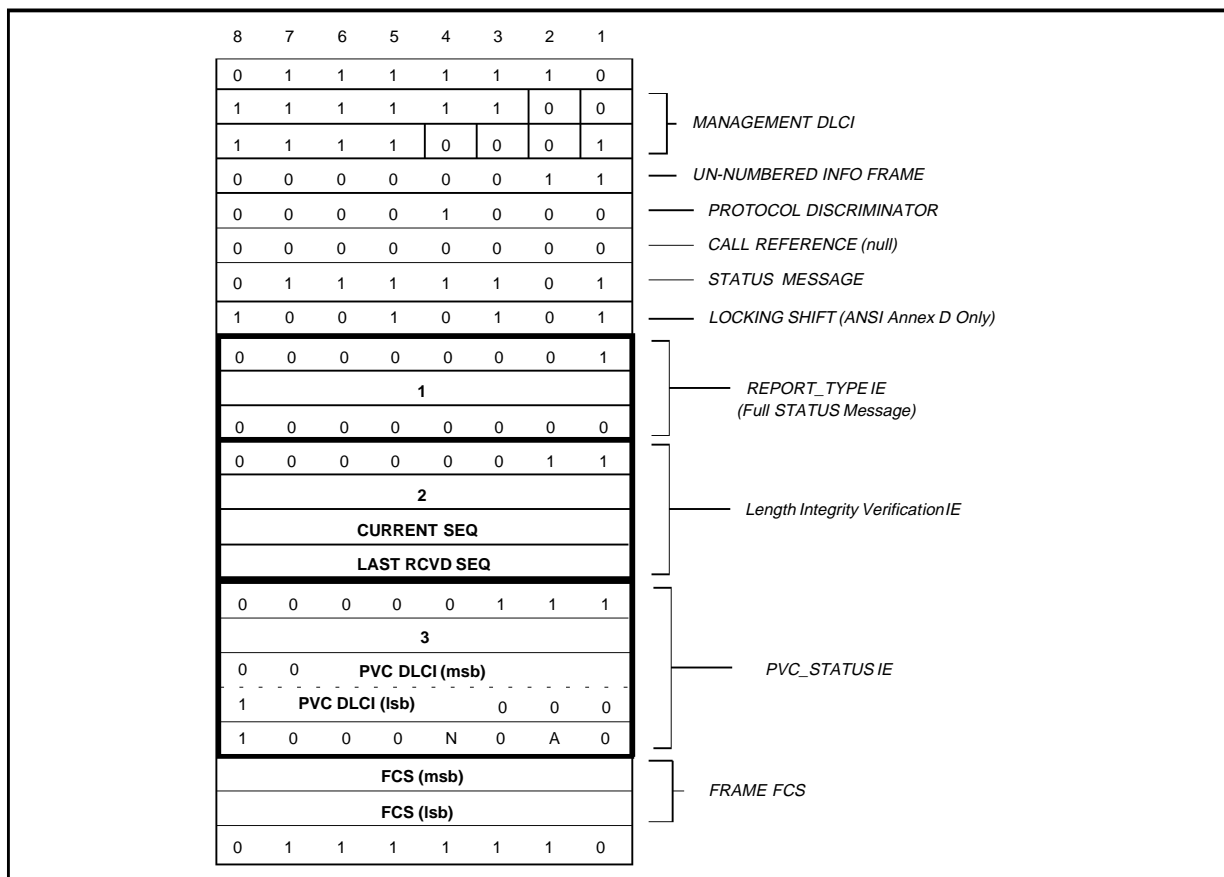 8 7 6 5 4 3 2 1
0 1 1 1 1 1 1 0
1 1 1 1 1 1 0 0
MANAGEMENT DLCI
1 1 1 1 0 0 0 1
0 0 0 0 0 0 1 1 UN-NUMBERED INFO FRAME
0 0 0 0 1 0 0 0 PROTOCOL DISCRIMINATOR
0 0 0 0 0 0 0 0 CALL REFERENCE (null)
0 1 1 1 1 1 0 1 STATUS MESSAGE
1 0 0 1 0 1 0 1 LOCKING SHIFT (ANSI Annex D Only)
0 0 0 0 0 0 0 1
1 REPORT_TYPE IE
(Full STATUS Message)
0 0 0 0 0 0 0 0
0 0 0 0 0 0 1 1
2
Length Integrity Verification IE
CURRENT SEQ
LAST RCVD SEQ
0 0 0 0 0 1 1 1
3
0 0 PVC DLCI (msb) PVC_STATUS IE
1 PVC DLCI (lsb) 0 0 0
1 0 0 0 N 0 A 0
FCS (msb)
FRAME FCS
FCS (lsb)
0 1 1 1 1 1 1 0